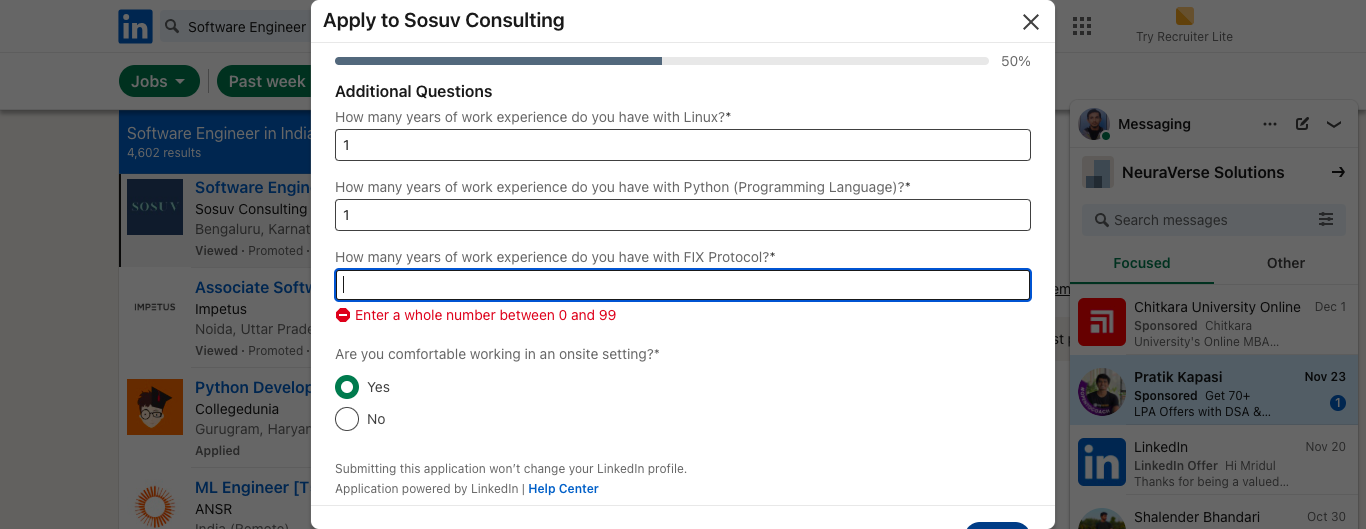 Apply to Sosuv Consulting
in
Software Engineer
Try Recruiter Lite
50%
Jobs
Past week
Additional Questions
How many years of work experience do you have with Linux?*
1
How many years of work experience do you have with Python (Programming Language)?*
1
How many years of work experience do you have with FIX Protocol?*
Enter a whole number between 0 and 99
Are you comfortable working in an onsite setting?*
Yes
No
Submitting this application won't change your LinkedIn profile.
Application powered by LinkedIn | Help Center
Software Engineer in India
4,602 results
SOSUV
Software Engin
Sosuv Consulting
Bengaluru, Karnat
Viewed · Promoted ·
IMPETUS
Associate Softw
Impetus
Noida, Uttar Prade
Viewed · Promoted ·
Python Develop
Collegedunia
Gurugram, Haryan
Applied
ML Engineer [T
ANSR
India (Remote)
Messaging
NeuraVerse Solutions
Search messages
Focused
Other
Chitkara University Online
Dec 1
Sponsored Chitkara
University's Online MBA...
Pratik Kapasi
Nov 23
Sponsored Get 70+
LPA Offers with DSA &...
1
in
LinkedIn
Nov 20
LinkedIn Offer Hi Mridul
Thanks for being a valued...
Shalender Bhandari
Oct 30